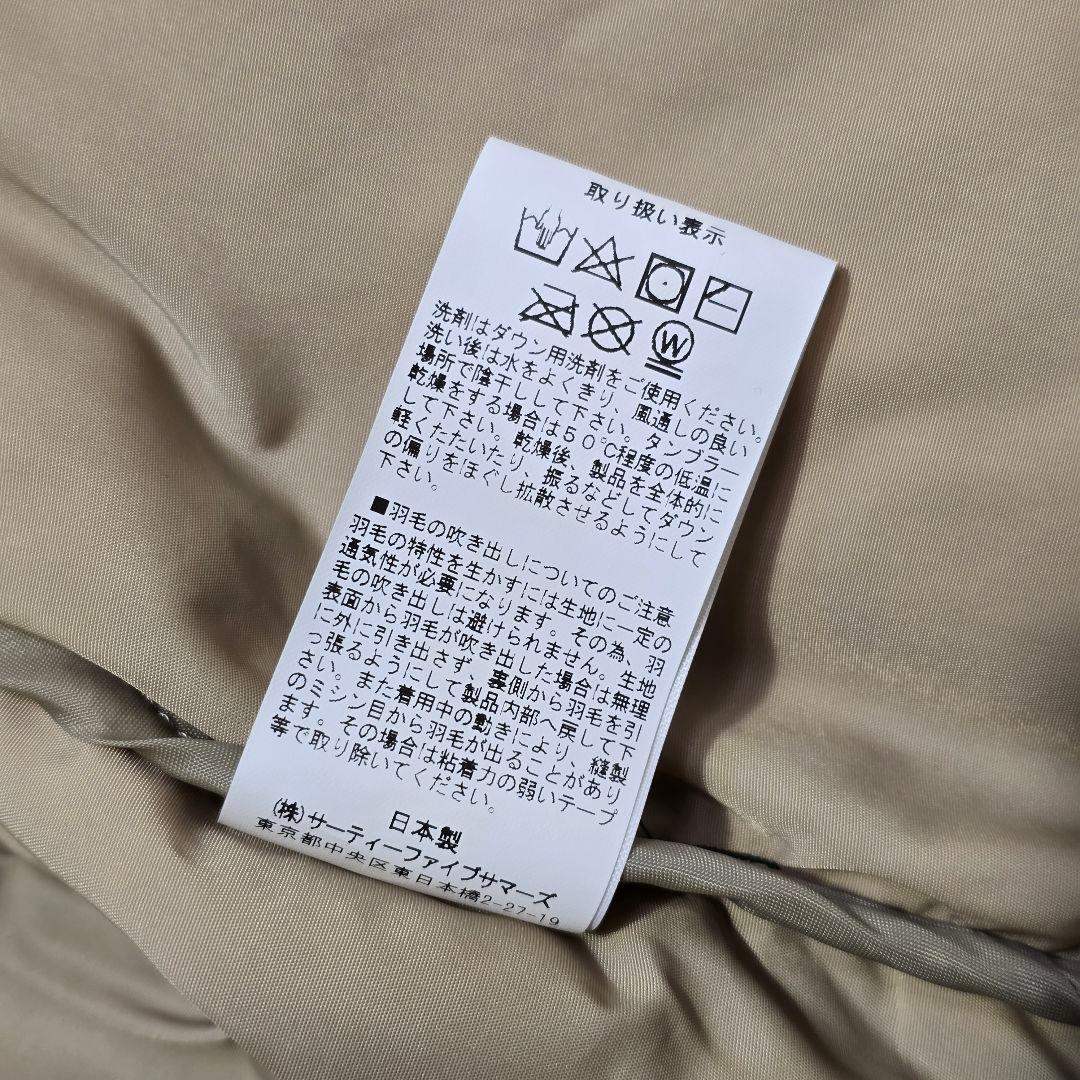 取り扱い表示
W
洗剤はダウン用洗剤をご使用ください。
洗い後は水をよくきり、風通しの良い
場所で陰干しして下さい。タンブラー
乾燥をする場合は50℃程度の低温に
して下さい。乾燥後、製品を全体的に
軽くたたいたり、振るなどしてダウン
の偏りをほぐし拡散させるようにして
下さい。
■羽毛の吹き出しについてのご注意
羽毛の特性を生かすには生地に一定の
通気性が必要になります。その為、羽
毛の吹き出しは避けられません。生地
表面から羽毛が吹き出した場合は無理
に外に引き出さず、裏側から羽毛を引
っ張るようにして製品内部へ戻して下
さい。また着用中の動きにより、縫製
のミシン目から羽毛が出ることがあり
ます。その場合は粘着力の弱いテープ
等で取り除いてください。
日本製
(株)サーティーファイブサマーズ
東京都中央区東日本橋2-27-19